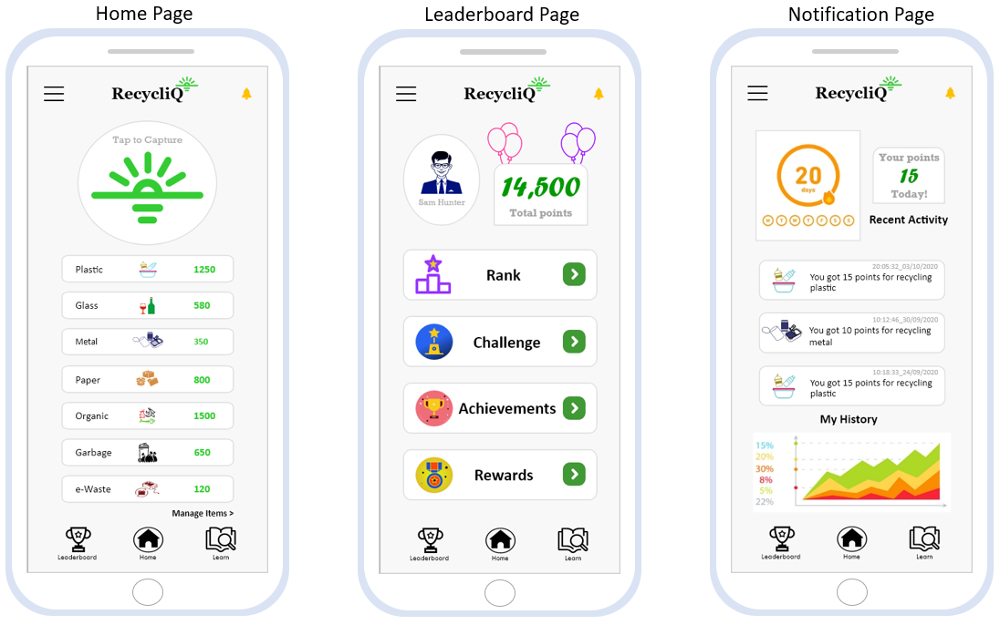 Home Page
RecycliQ
Tap to Capture
Plastic 1250
Glass 580
Metal 350
Paper 800
Organic 1500
Garbage 650
e-Waste 120
Manage Items >
Leaderboard Home Learn
Leaderboard Page
RecycliQ
Sam Hunter
14,500
Total points
Rank
Challenge
Achievements
Rewards
Leaderboard Home Learn
Notification Page
RecycliQ
20
days
M T W T F S S
Your points
15
Today!
Recent Activity
20:05:32_03/10/2020
You got 15 points for recycling
plastic
10:12:46_30/09/2020
You got 10 points for recycling
metal
10:18:33_24/09/2020
You got 15 points for recycling
plastic
My History
15%
20%
30%
8%
5%
22%
Leaderboard Home Learn